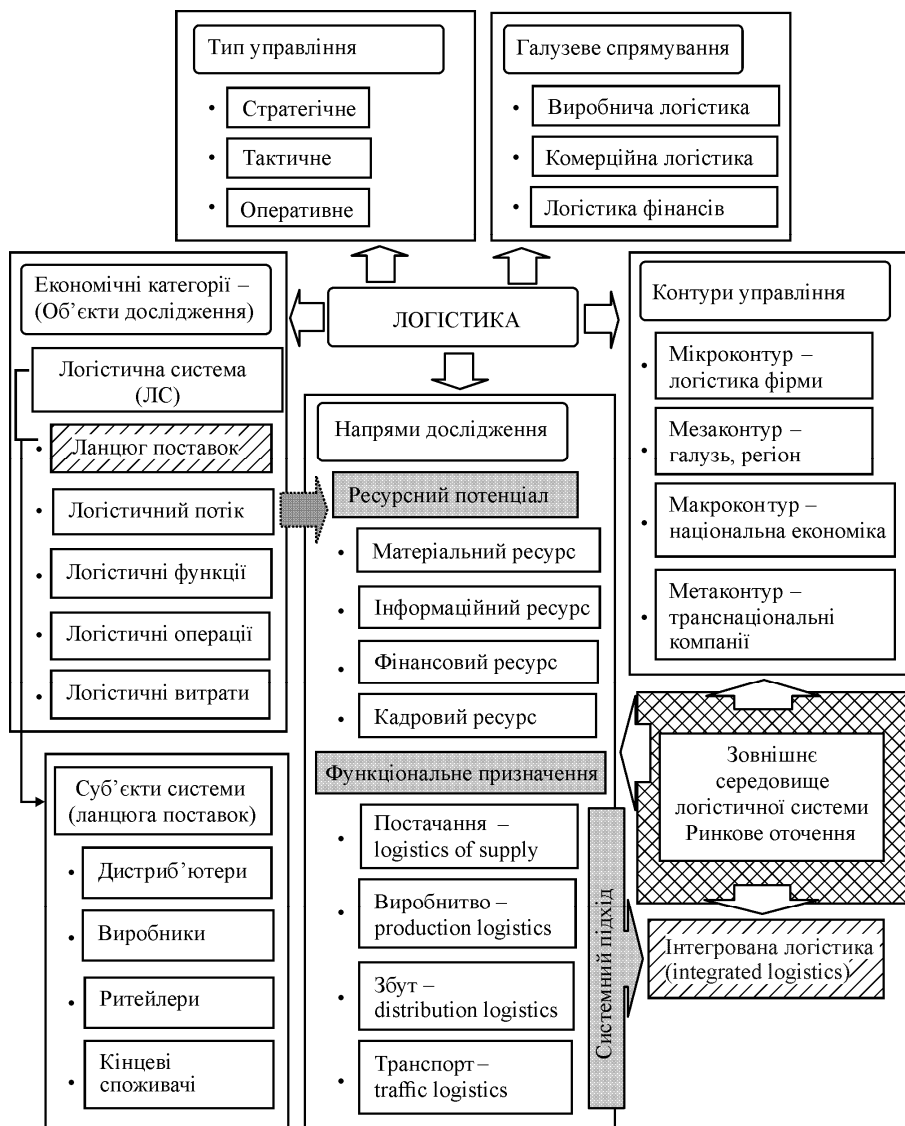 Тип управління
Стратегічне
Тактичне
Оперативне
Галузеве спрямування
Виробнича логістика
Комерційна логістика
Логістика фінансів
ЛОГІСТИКА
Економічні категорії –
(Об’єкти дослідження)
Логістична система
(ЛС)
Ланцюг поставок
Логістичний потік
Логістичні функції
Логістичні операції
Логістичні витрати
Суб’єкти системи
(ланцюга поставок)
Дистриб’ютери
Виробники
Ритейлери
Кінцеві
споживачі
Напрями дослідження
Ресурсний потенціал
Матеріальний ресурс
Інформаційний ресурс
Фінансовий ресурс
Кадровий ресурс
Функціональне призначення
Постачання –
logistics of supply
Виробнитво –
production logistics
Збут –
distribution logistics
Транспорт –
traffic logistics
Системний підхід
Контури управління
Мікроконтур –
логістика фірми
Мезаконтур –
галузь, регіон
Макроконтур –
національна економіка
Метаконтур –
транснаціональні
компанії
Зовнішнє
середовище
логістичної системи
Ринкове оточення
Інтегрована логістика
(integrated logistics)